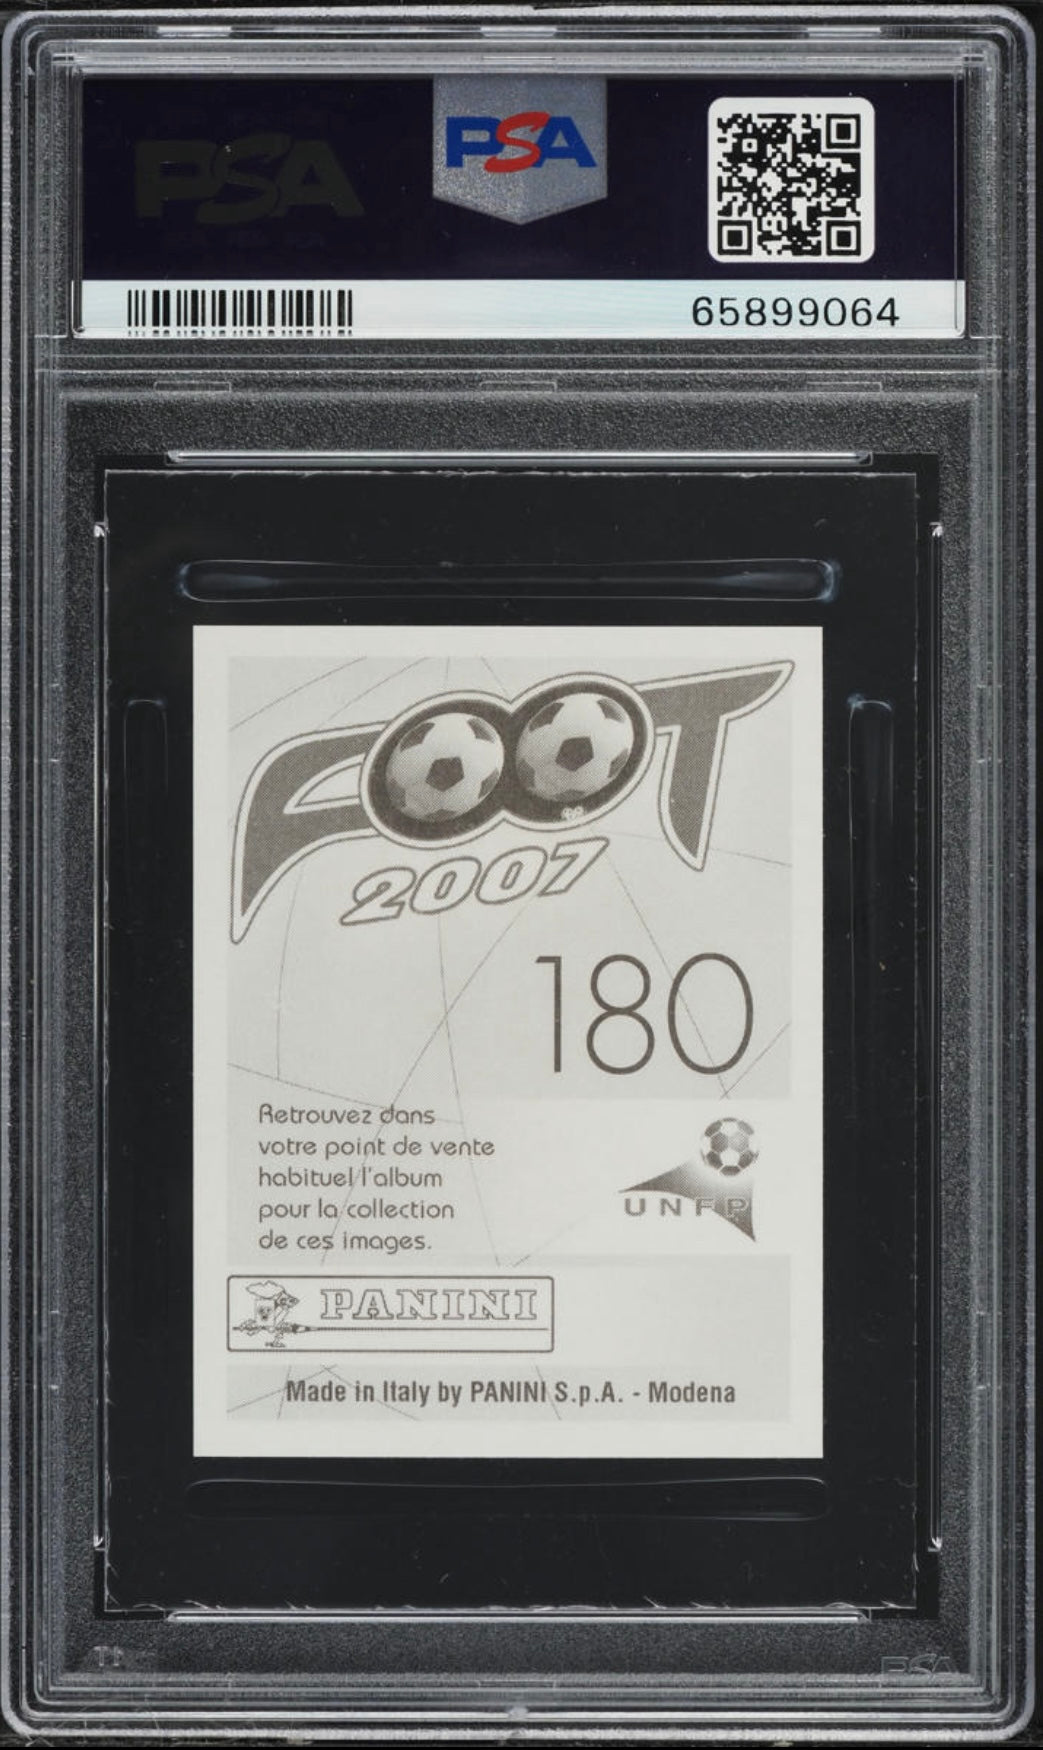 PSA
PSA
65899064
FOOT
2007
180
Retrouvez dans
votre point de vente
habituel l'album
pour la collection
de ces images.
UNFP
PANINI
Made in Italy by PANINI S.p.A. - Modena
PSA